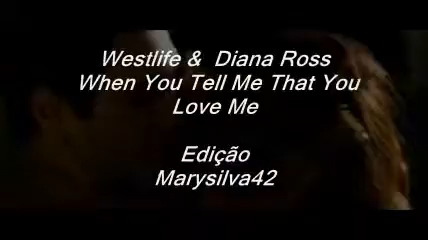 Westlife & Diana Ross
When You Tell Me That You
Love Me
Edição
Marysilva42